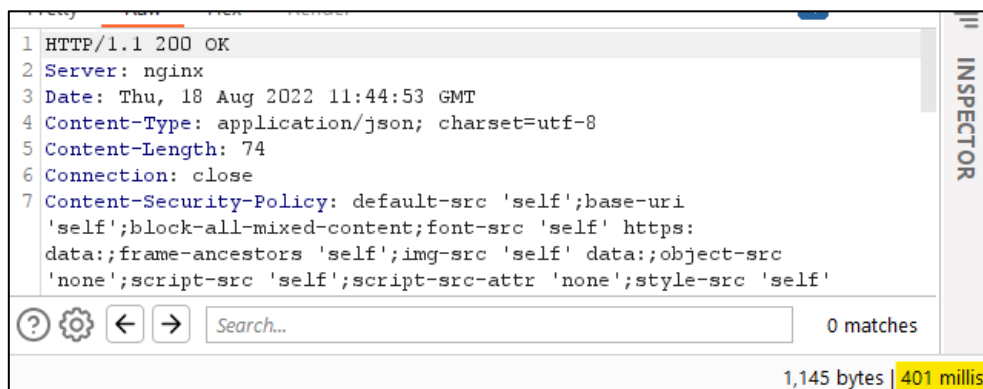 Raw
1 HTTP/1.1 200 OK
2 Server: nginx
3 Date: Thu, 18 Aug 2022 11:44:53 GMT
4 Content-Type: application/json; charset=utf-8
5 Content-Length: 74
6 Connection: close
7 Content-Security-Policy: default-src 'self';base-uri
'self';block-all-mixed-content;font-src 'self' https:
data:;frame-ancestors 'self';img-src 'self' data:;object-src
'none';script-src 'self';script-src-attr 'none';style-src 'self'
INSPECTOR
Search...
0 matches
1,145 bytes | 401 millis